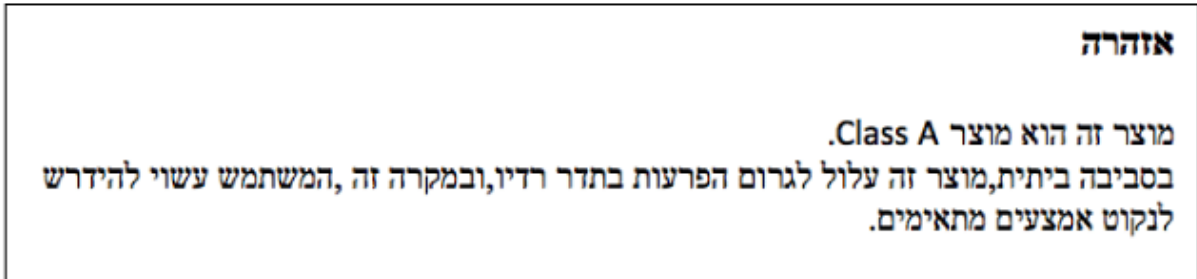 אזהרה
מוצר זה הוא מוצר Class A.
בסביבה ביתית,מוצר זה עלול לגרום הפרעות בתדר רדיו,ובמקרה זה ,המשתמש עשוי להידרש
לנקוט אמצעים מתאימים.